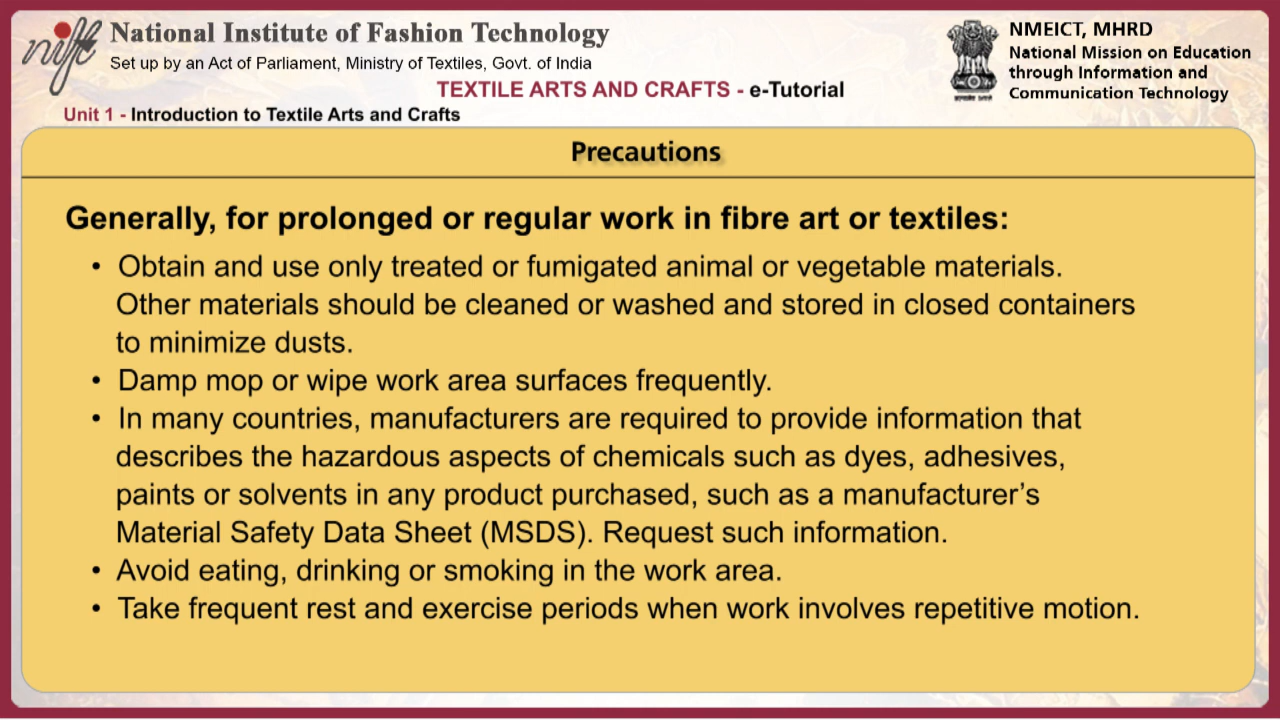 nift
National Institute of Fashion Technology
Set up by an Act of Parliament, Ministry of Textiles, Govt. of India
NMEICT, MHRD
National Mission on Education
through Information and
Communication Technology
TEXTILE ARTS AND CRAFTS - e-Tutorial
Unit 1 - Introduction to Textile Arts and Crafts
Precautions
Generally, for prolonged or regular work in fibre art or textiles:
• Obtain and use only treated or fumigated animal or vegetable materials.
Other materials should be cleaned or washed and stored in closed containers
to minimize dusts.
• Damp mop or wipe work area surfaces frequently.
• In many countries, manufacturers are required to provide information that
describes the hazardous aspects of chemicals such as dyes, adhesives,
paints or solvents in any product purchased, such as a manufacturer’s
Material Safety Data Sheet (MSDS). Request such information.
• Avoid eating, drinking or smoking in the work area.
• Take frequent rest and exercise periods when work involves repetitive motion.